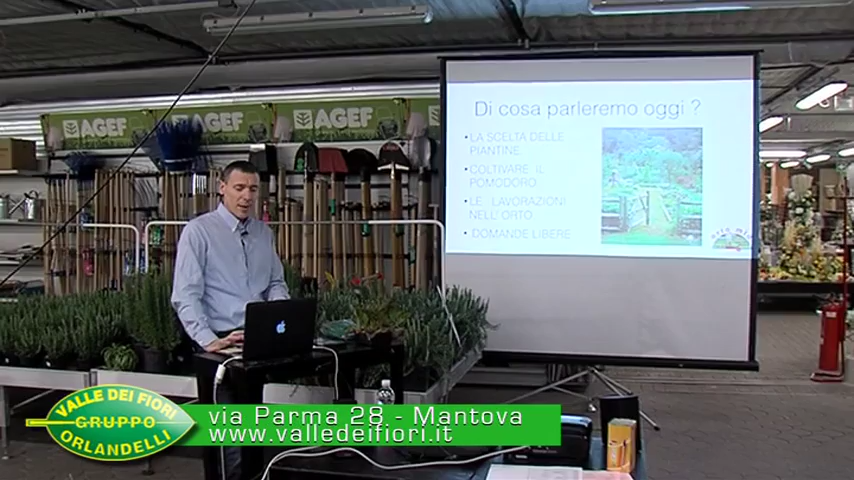 AGEF AGEF AGEF
Di cosa parleremo oggi ?
• LA SCELTA DELLE
PIANTINE
• COLTIVARE IL
POMODORO
• LE LAVORAZIONI
NELL' ORTO
• DOMANDE LIBERE
VALLE DEI FIORI
GRUPPO
ORLANDELLI
via Parma 28 - Mantova
www.valledeifiori.it